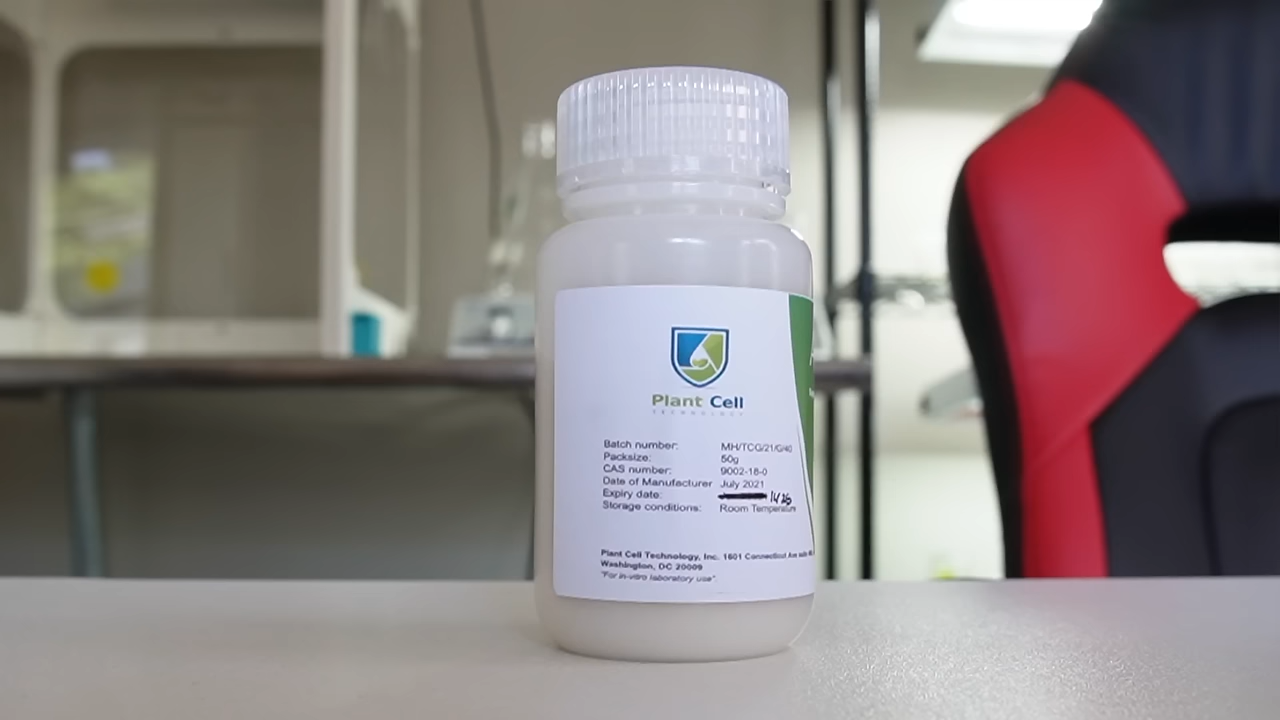 Plant Cell
TECHNOLOGY
Batch number: MH/TCG/21/G/40
Packsize: 50g
CAS number: 9002-18-0
Date of Manufacturer July 2021
Expiry date:
Storage conditions: Room Temperature
Plant Cell Technology, Inc. 1601 Connecticut Ave
Washington, DC 20009
"For in-vitro laboratory use".